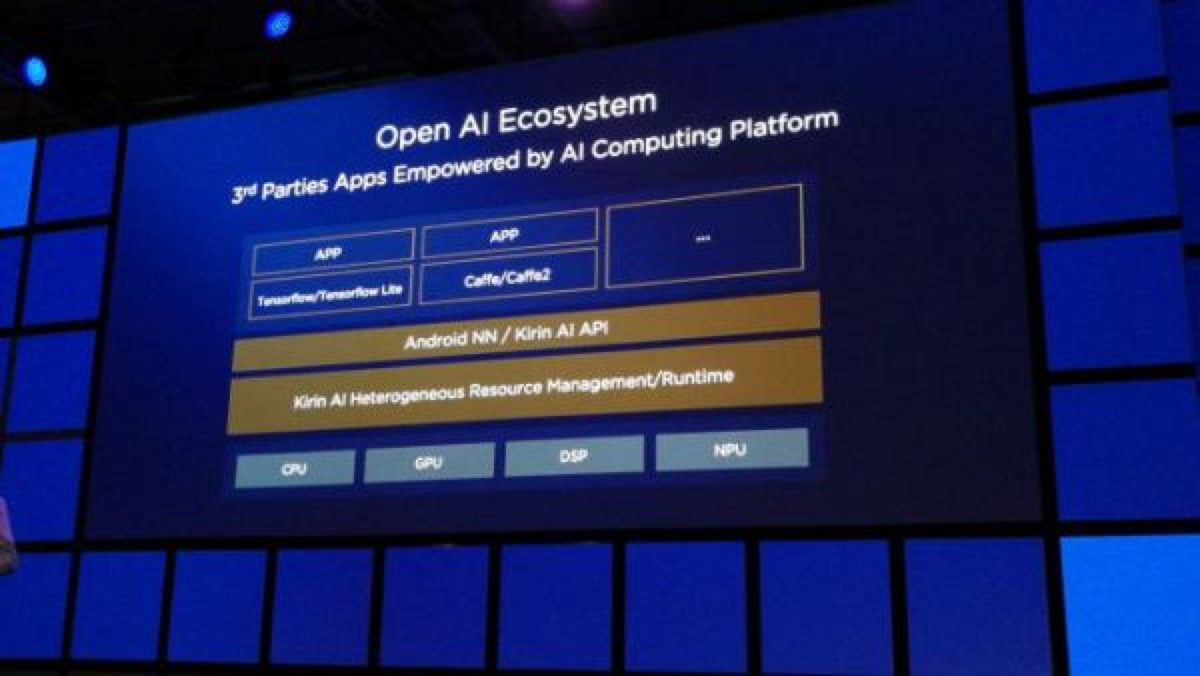 Open AI Ecosystem
3rd Parties Apps Empowered by AI Computing Platform
APP
APP
...
Tensorflow/Tensorflow Lite
Caffe/Caffe2
Android NN / Kirin AI API
Kirin AI Heterogeneous Resource Management/Runtime
CPU
GPU
DSP
NPU